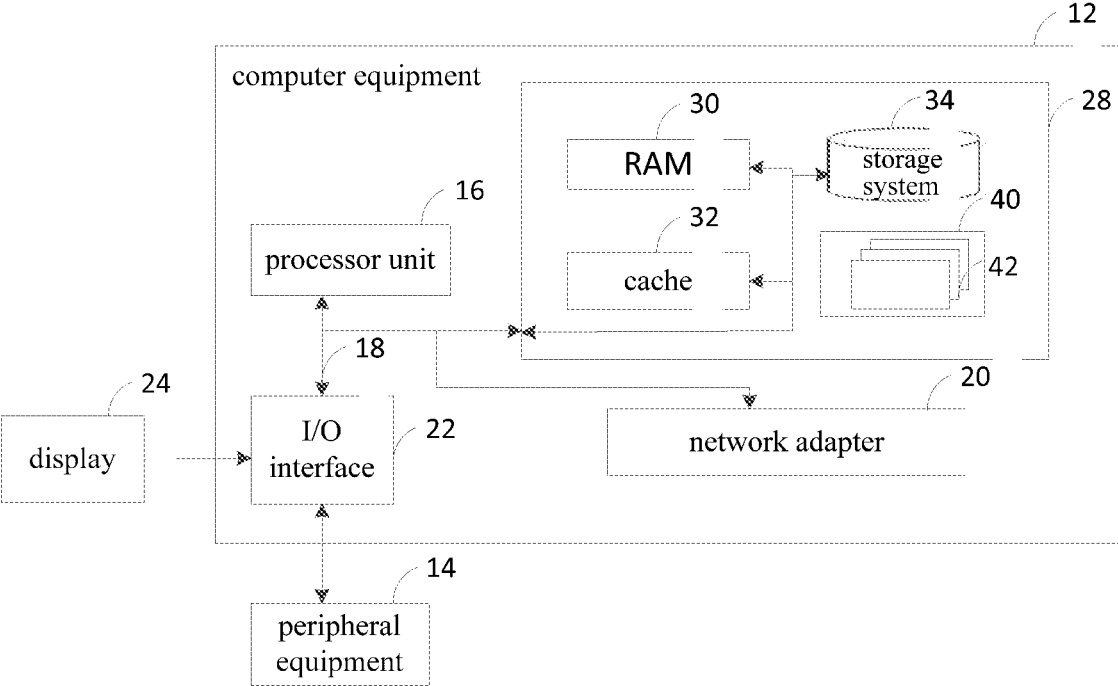 12
computer equipment
28
30
RAM
34
storage
system
16
processor unit
32
cache
40
42
18
24
display
I/O
interface
22
20
network adapter
14
peripheral
equipment